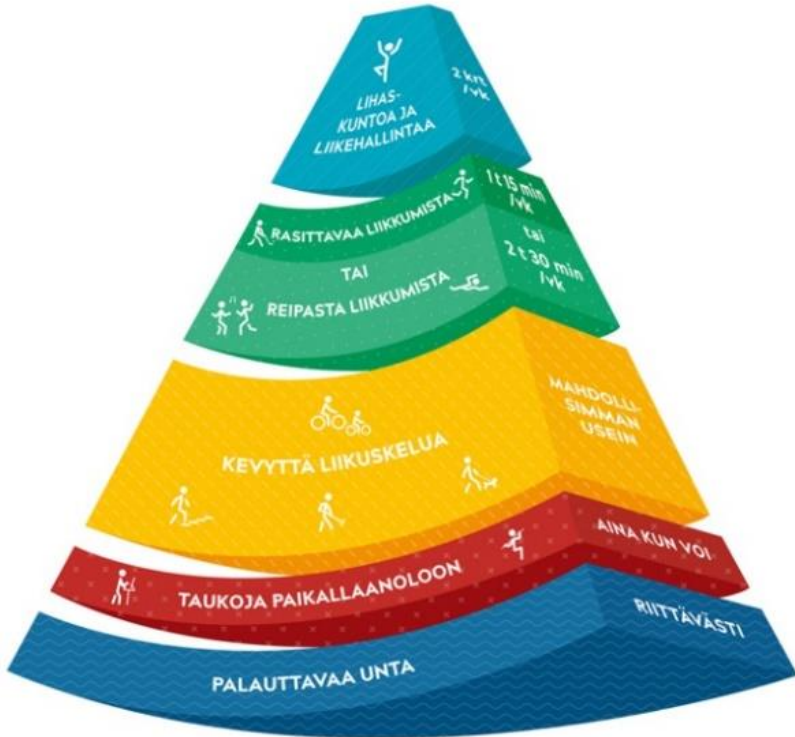 LIHAS-
KUNTOA JA
LIIKEHALLINTAA
2 krt
/vk
RASITTAVAA LIIKKUMISTA
1 t 15 min
/vk
TAI
tai
REIPASTA LIIKKUMISTA
2 t 30 min
/vk
KEVYTTÄ LIIKUSKELUA
MAHDOLLI-
SIMMAN
USEIN
TAUKOJA PAIKALLAANOLOON
AINA KUN VOI
PALAUTTAVAA UNTA
RIITTÄVÄSTI